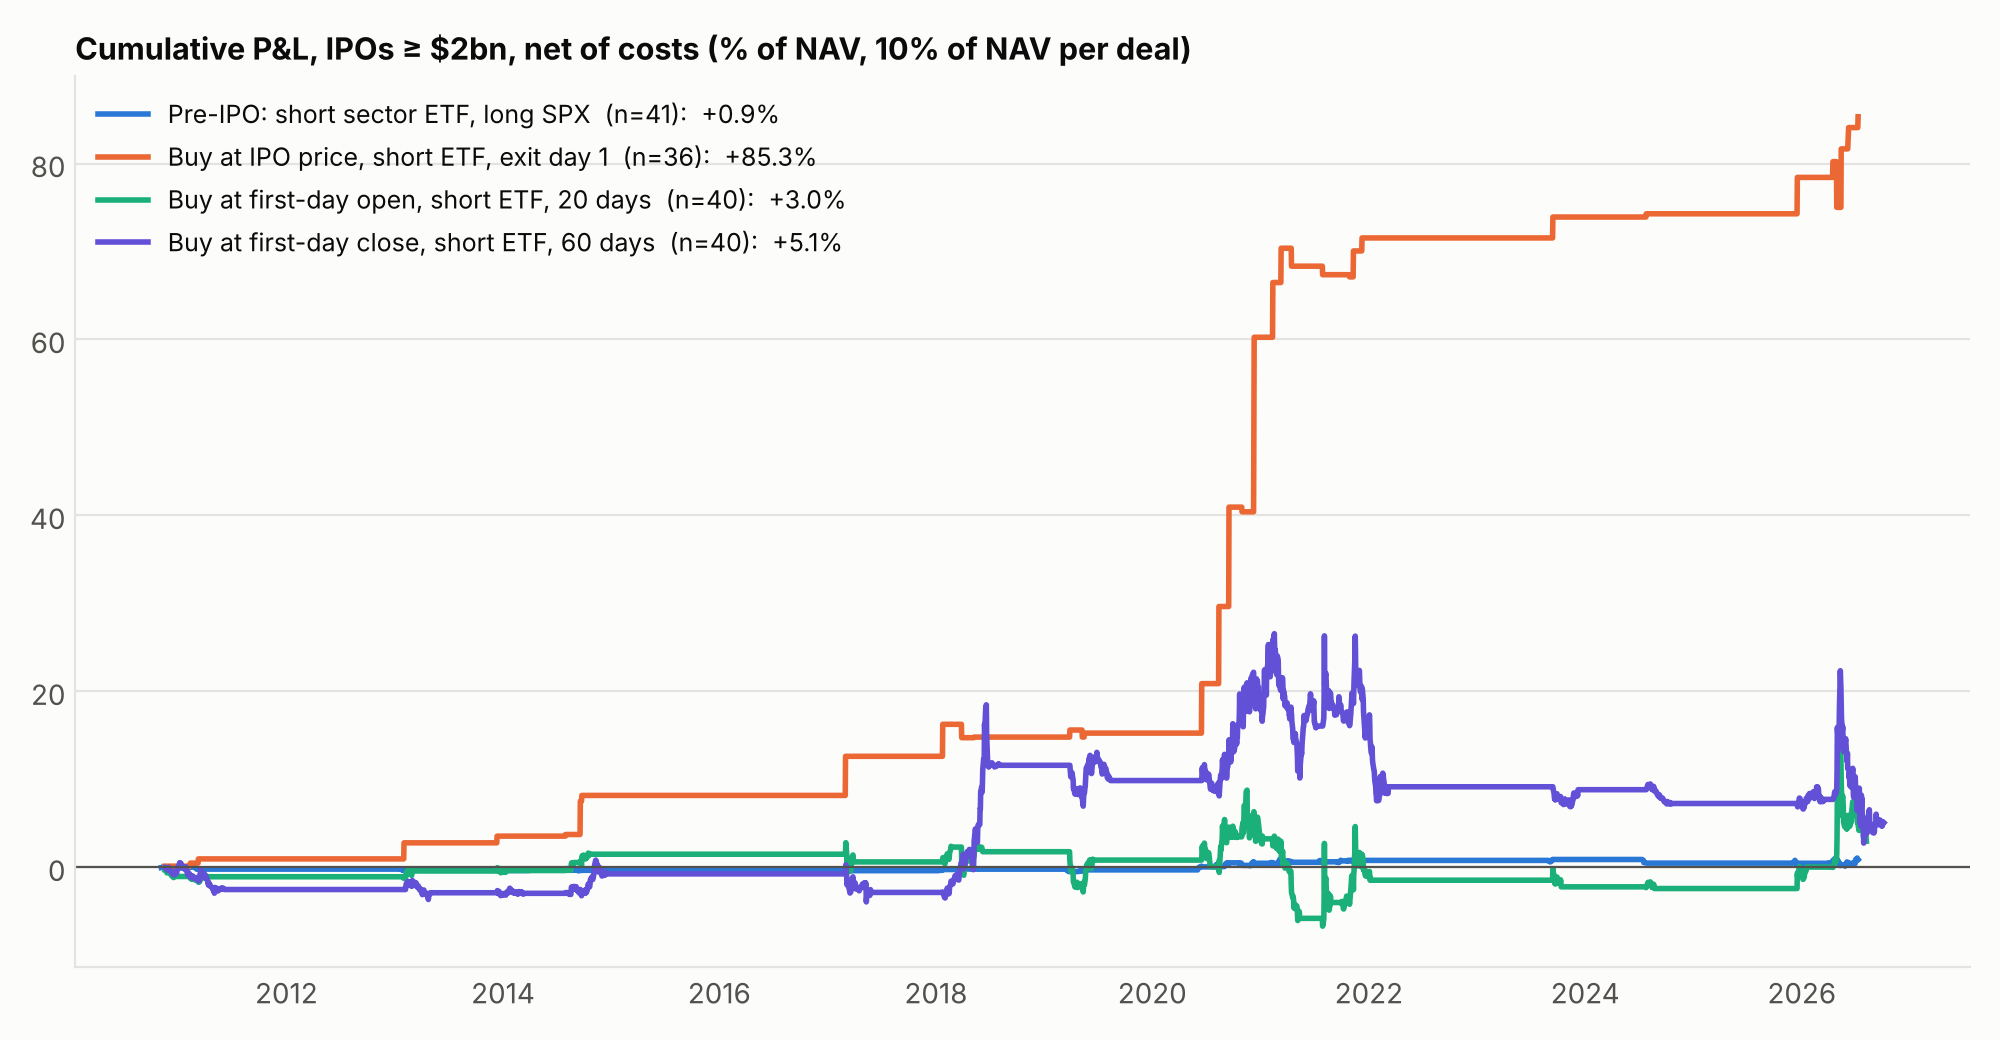 Cumulative P&L, IPOs ≥ $2bn, net of costs (% of NAV, 10% of NAV per deal)
Pre-IPO: short sector ETF, long SPX (n=41): +0.9%
Buy at IPO price, short ETF, exit day 1 (n=36): +85.3%
Buy at first-day open, short ETF, 20 days (n=40): +3.0%
Buy at first-day close, short ETF, 60 days (n=40): +5.1%
80
60
40
20
0
2012 2014 2016 2018 2020 2022 2024 2026